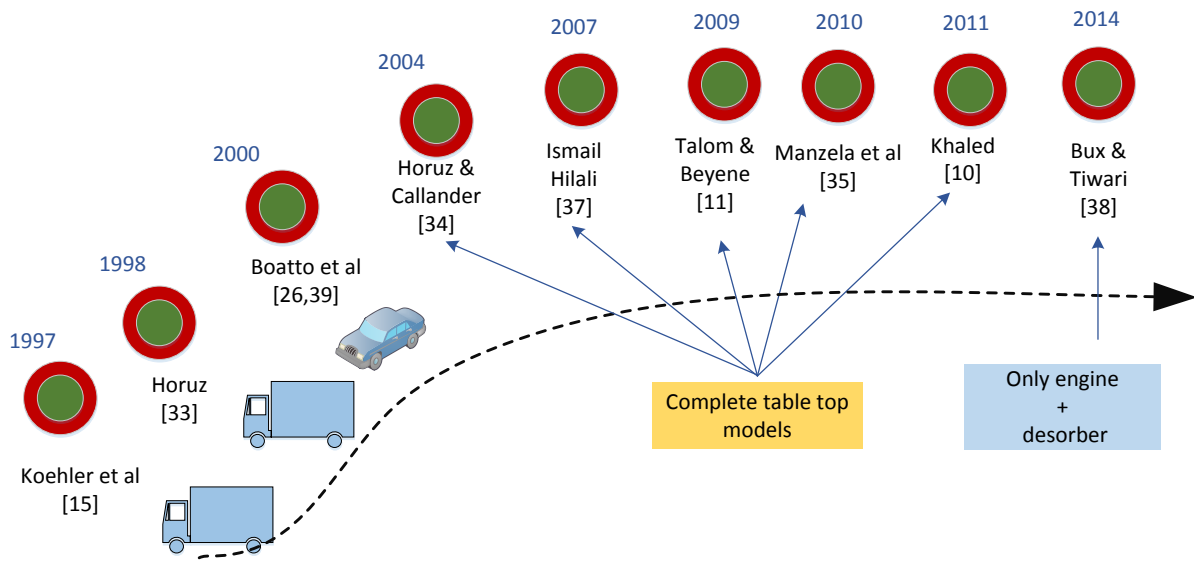 1997
Koehler et al
[15]
1998
Horuz
[33]
2000
Boatto et al
[26,39]
2004
Horuz &
Callander
[34]
2007
Ismail
Hilali
[37]
2009
Talom &
Beyene
[11]
2010
Manzela et al
[35]
2011
Khaled
[10]
2014
Bux &
Tiwari
[38]
Complete table top
models
Only engine
+
desorber